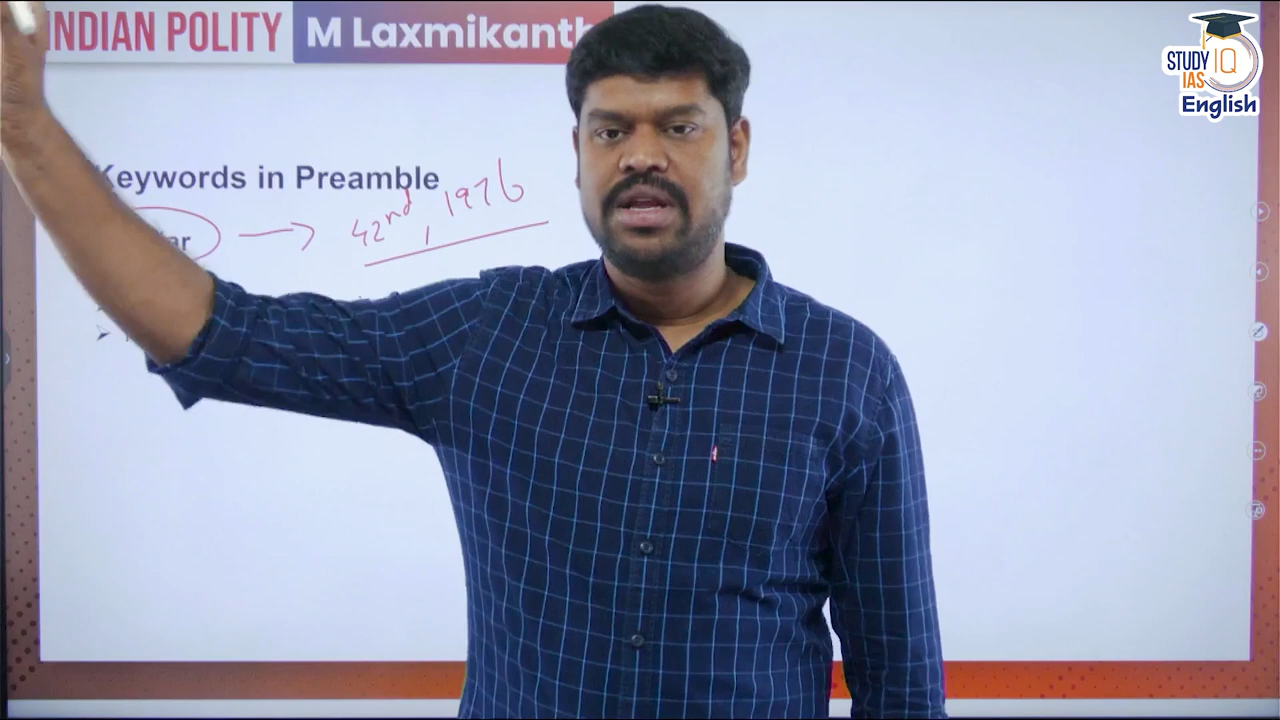 INDIAN POLITY M Laxmikanth
STUDY IQ
IAS
English
Keywords in Preamble
42nd, 1976